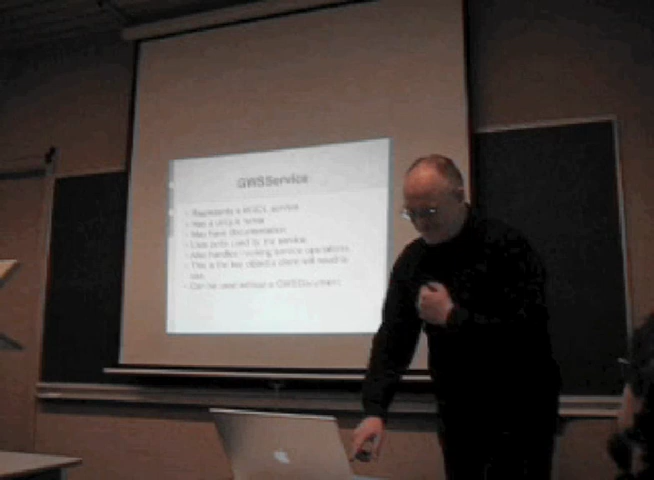 GWSService
Represents a WSDL service
Has a unique name
May have documentation
Lists ports used by the service
Also handles invoking service operations
This is the key object a client will need to
use.
Can be used without a GWSDocument